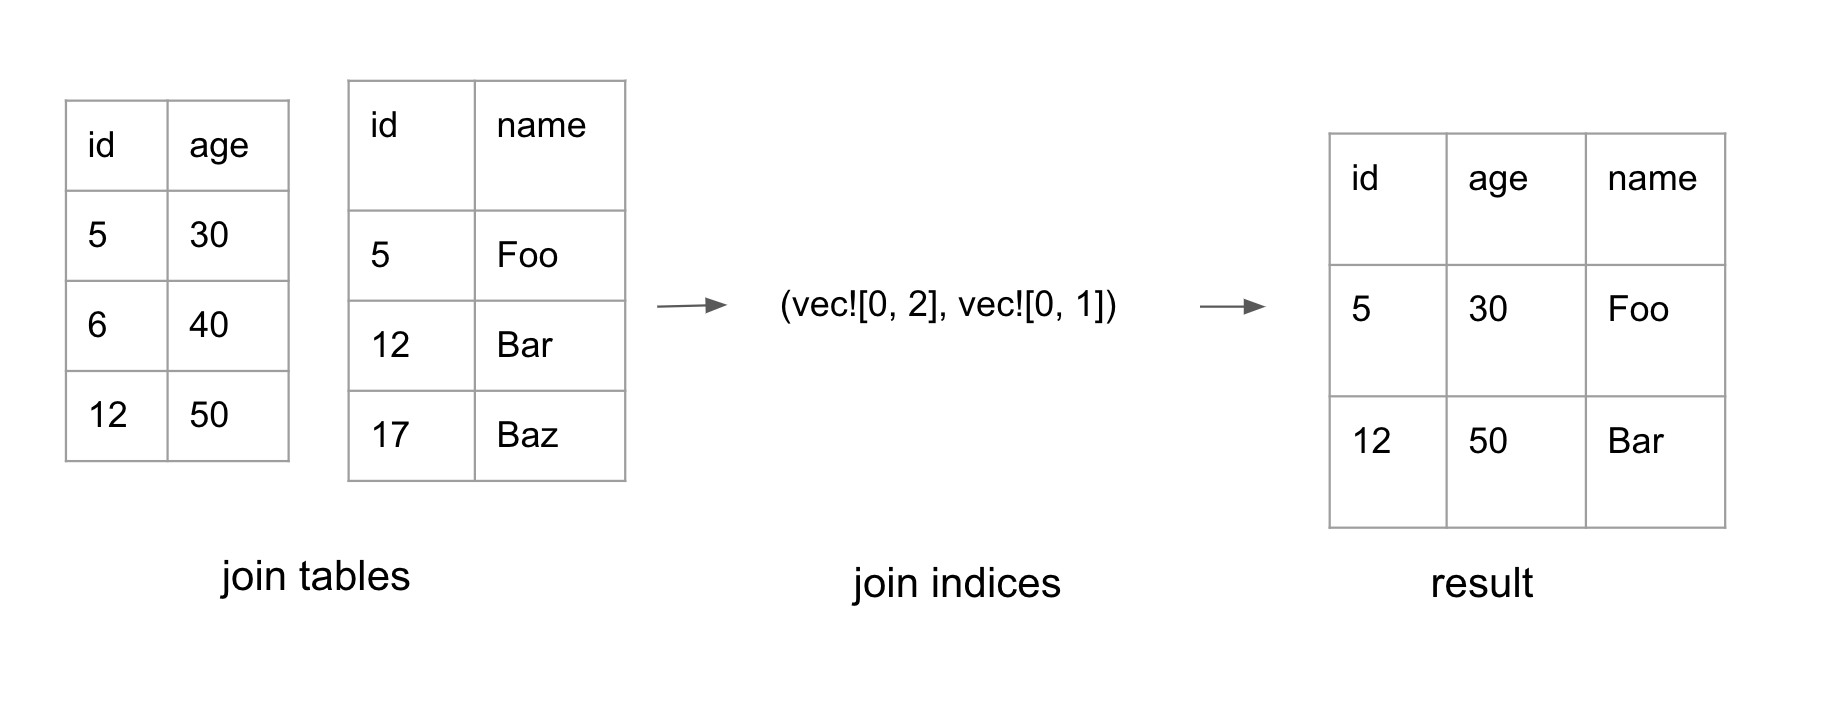 id age
5 30
6 40
12 50
id name
5 Foo
12 Bar
17 Baz
join tables
(vec![0, 2], vec![0, 1])
join indices
id age name
5 30 Foo
12 50 Bar
result